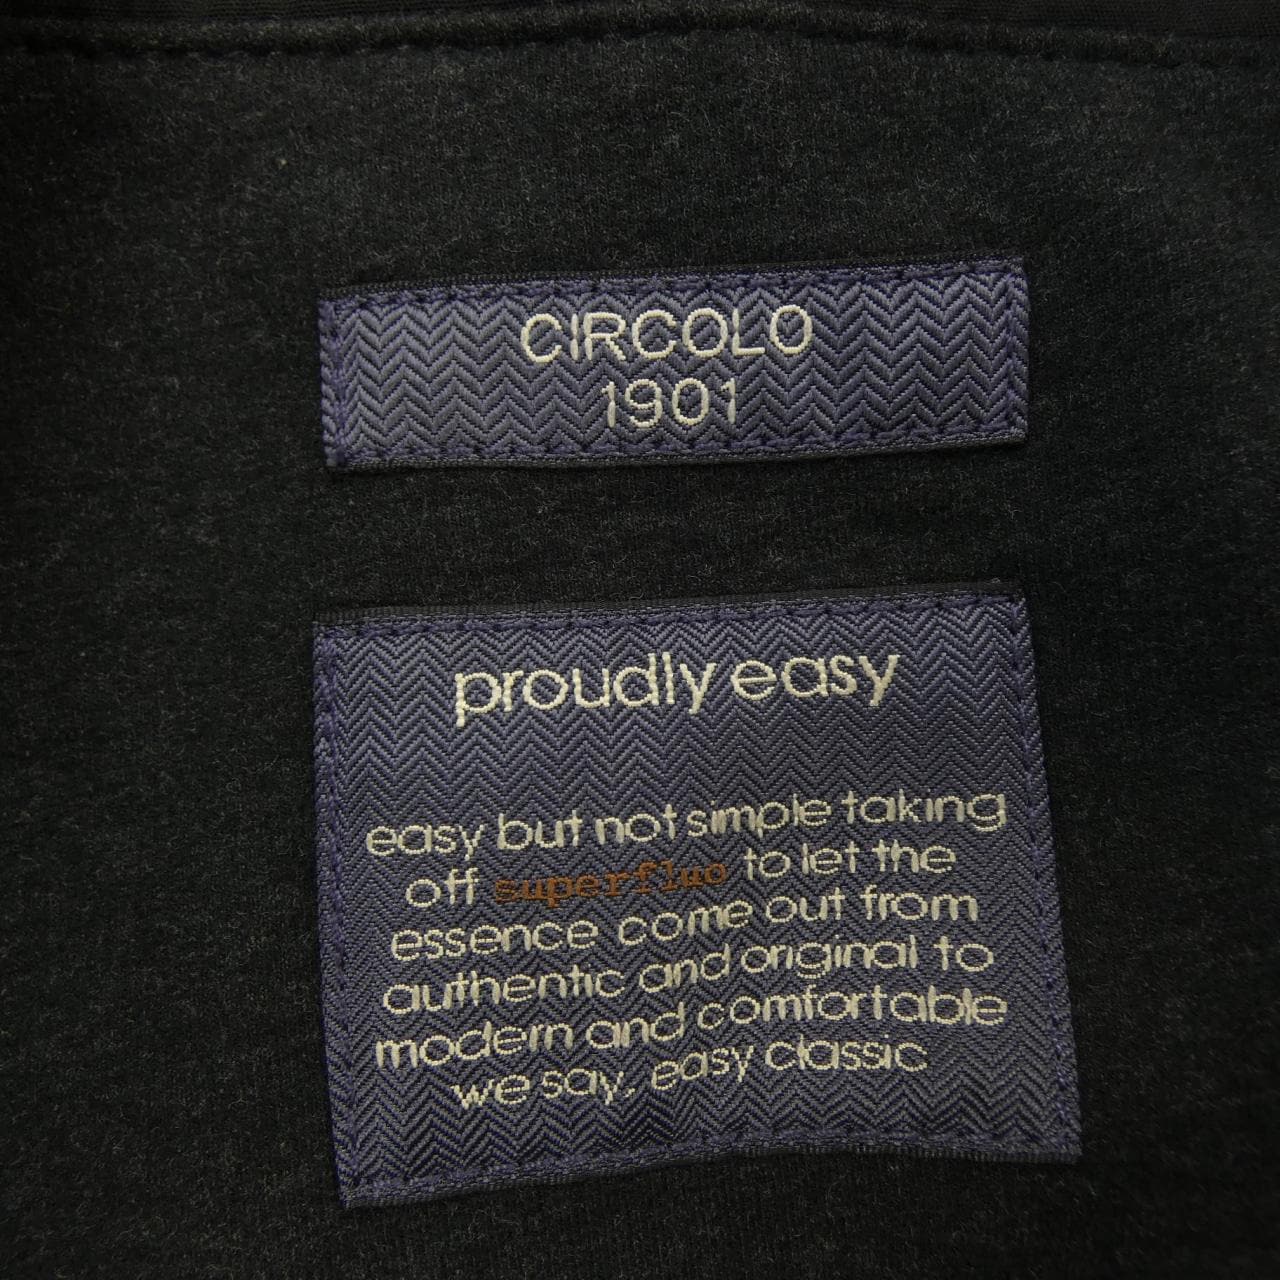 CIRCOLO
1901
proudly easy
easy but not simple taking
off superfluo to let the
essence come out from
authentic and original to
modern and comfortable
we say, easy classic